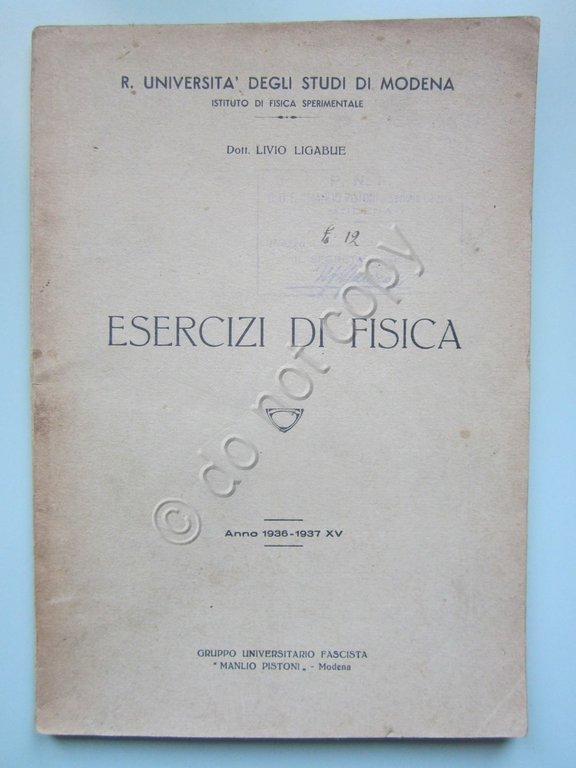 R. UNIVERSITA' DEGLI STUDI DI MODENA
ISTITUTO DI FISICA SPERIMENTALE
Dott. LIVIO LIGABUE
P. N. F.
12
ESERCIZI DI FISICA
© do not copy
Anno 1936-1937 XV
GRUPPO UNIVERSITARIO FASCISTA
"MANLIO PISTONI„ - Modena